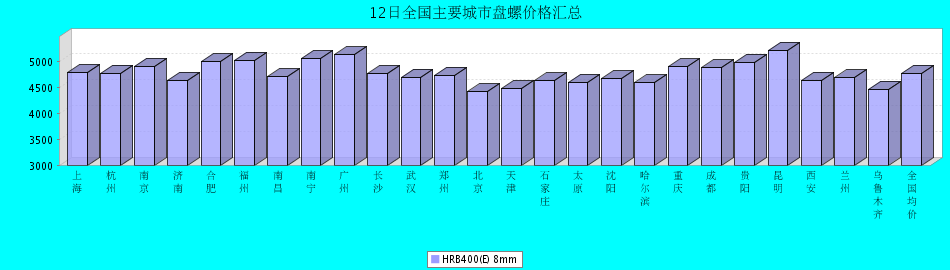 12日全国主要城市盘螺价格汇总
5000
4500
4000
3500
3000
上海 杭州 南京 济南 合肥 福州 南昌 南宁 广州 长沙 武汉 郑州 北京 天津 石家庄 太原 沈阳 哈尔滨 重庆 成都 贵阳 昆明 西安 兰州 乌鲁木齐 全国均价
HRB400(E) 8mm